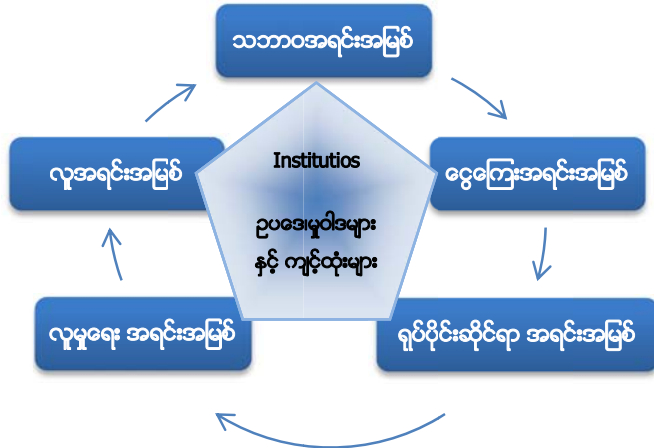 သဘာဝအရင်းအမြစ်
လူအရင်းအမြစ်
Institutios
ငွေကြေးအရင်းအမြစ်
ဥပဒေ၊မူဝါဒများ
နှင့် ကျင့်ထုံးများ
လူမှုရေး အရင်းအမြစ်
ရုပ်ပိုင်းဆိုင်ရာ အရင်းအမြစ်